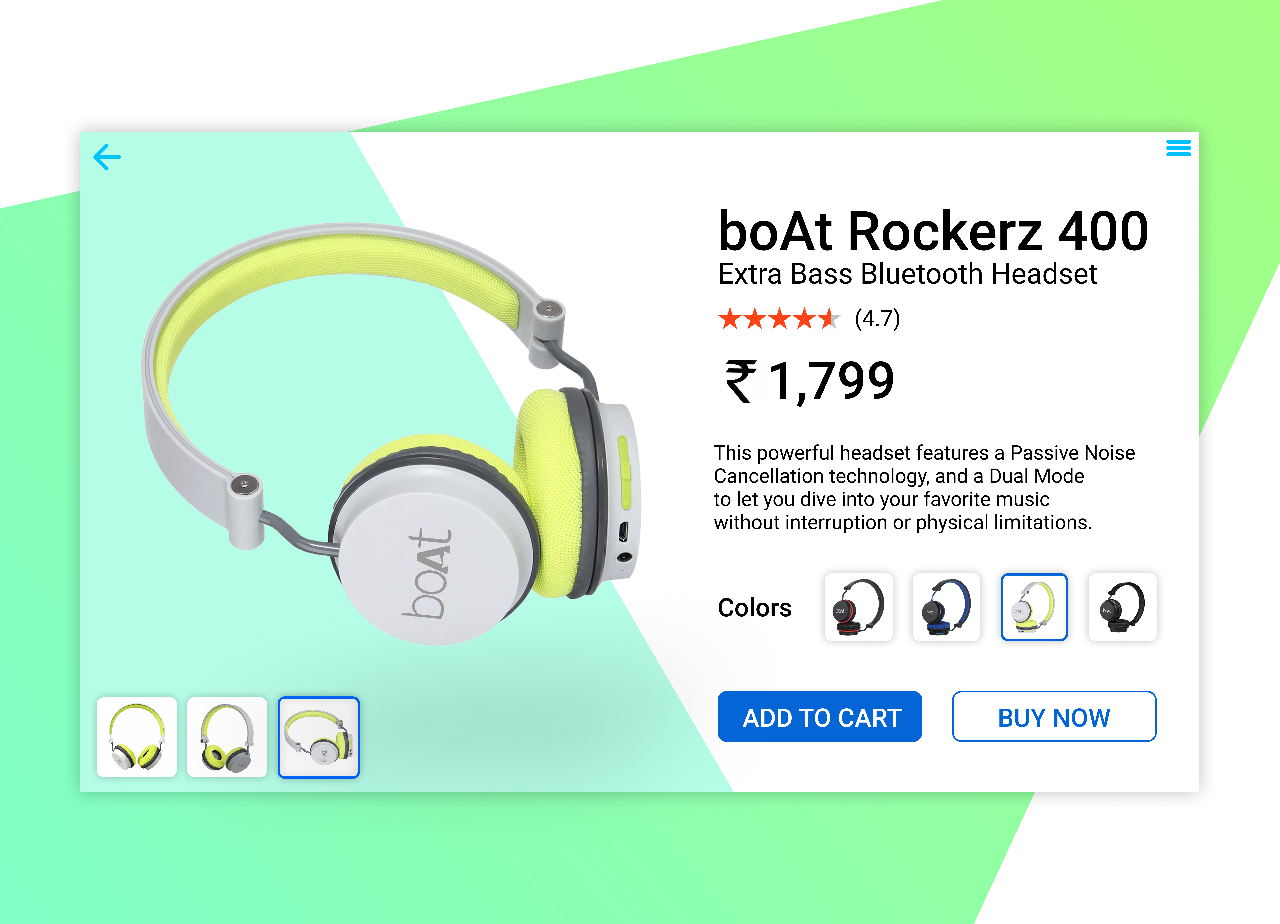 boAt Rockerz 400
Extra Bass Bluetooth Headset
(4.7)
₹ 1,799
This powerful headset features a Passive Noise
Cancellation technology, and a Dual Mode
to let you dive into your favorite music
without interruption or physical limitations.
boAt
Colors
ADD TO CART
BUY NOW